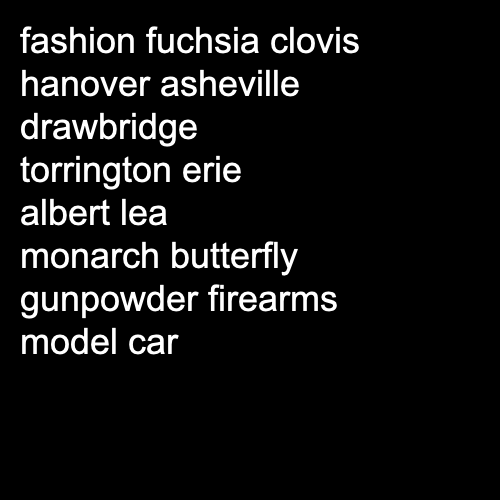 fashion fuchsia clovis
hanover asheville
drawbridge
torrington erie
albert lea
monarch butterfly
gunpowder firearms
model car